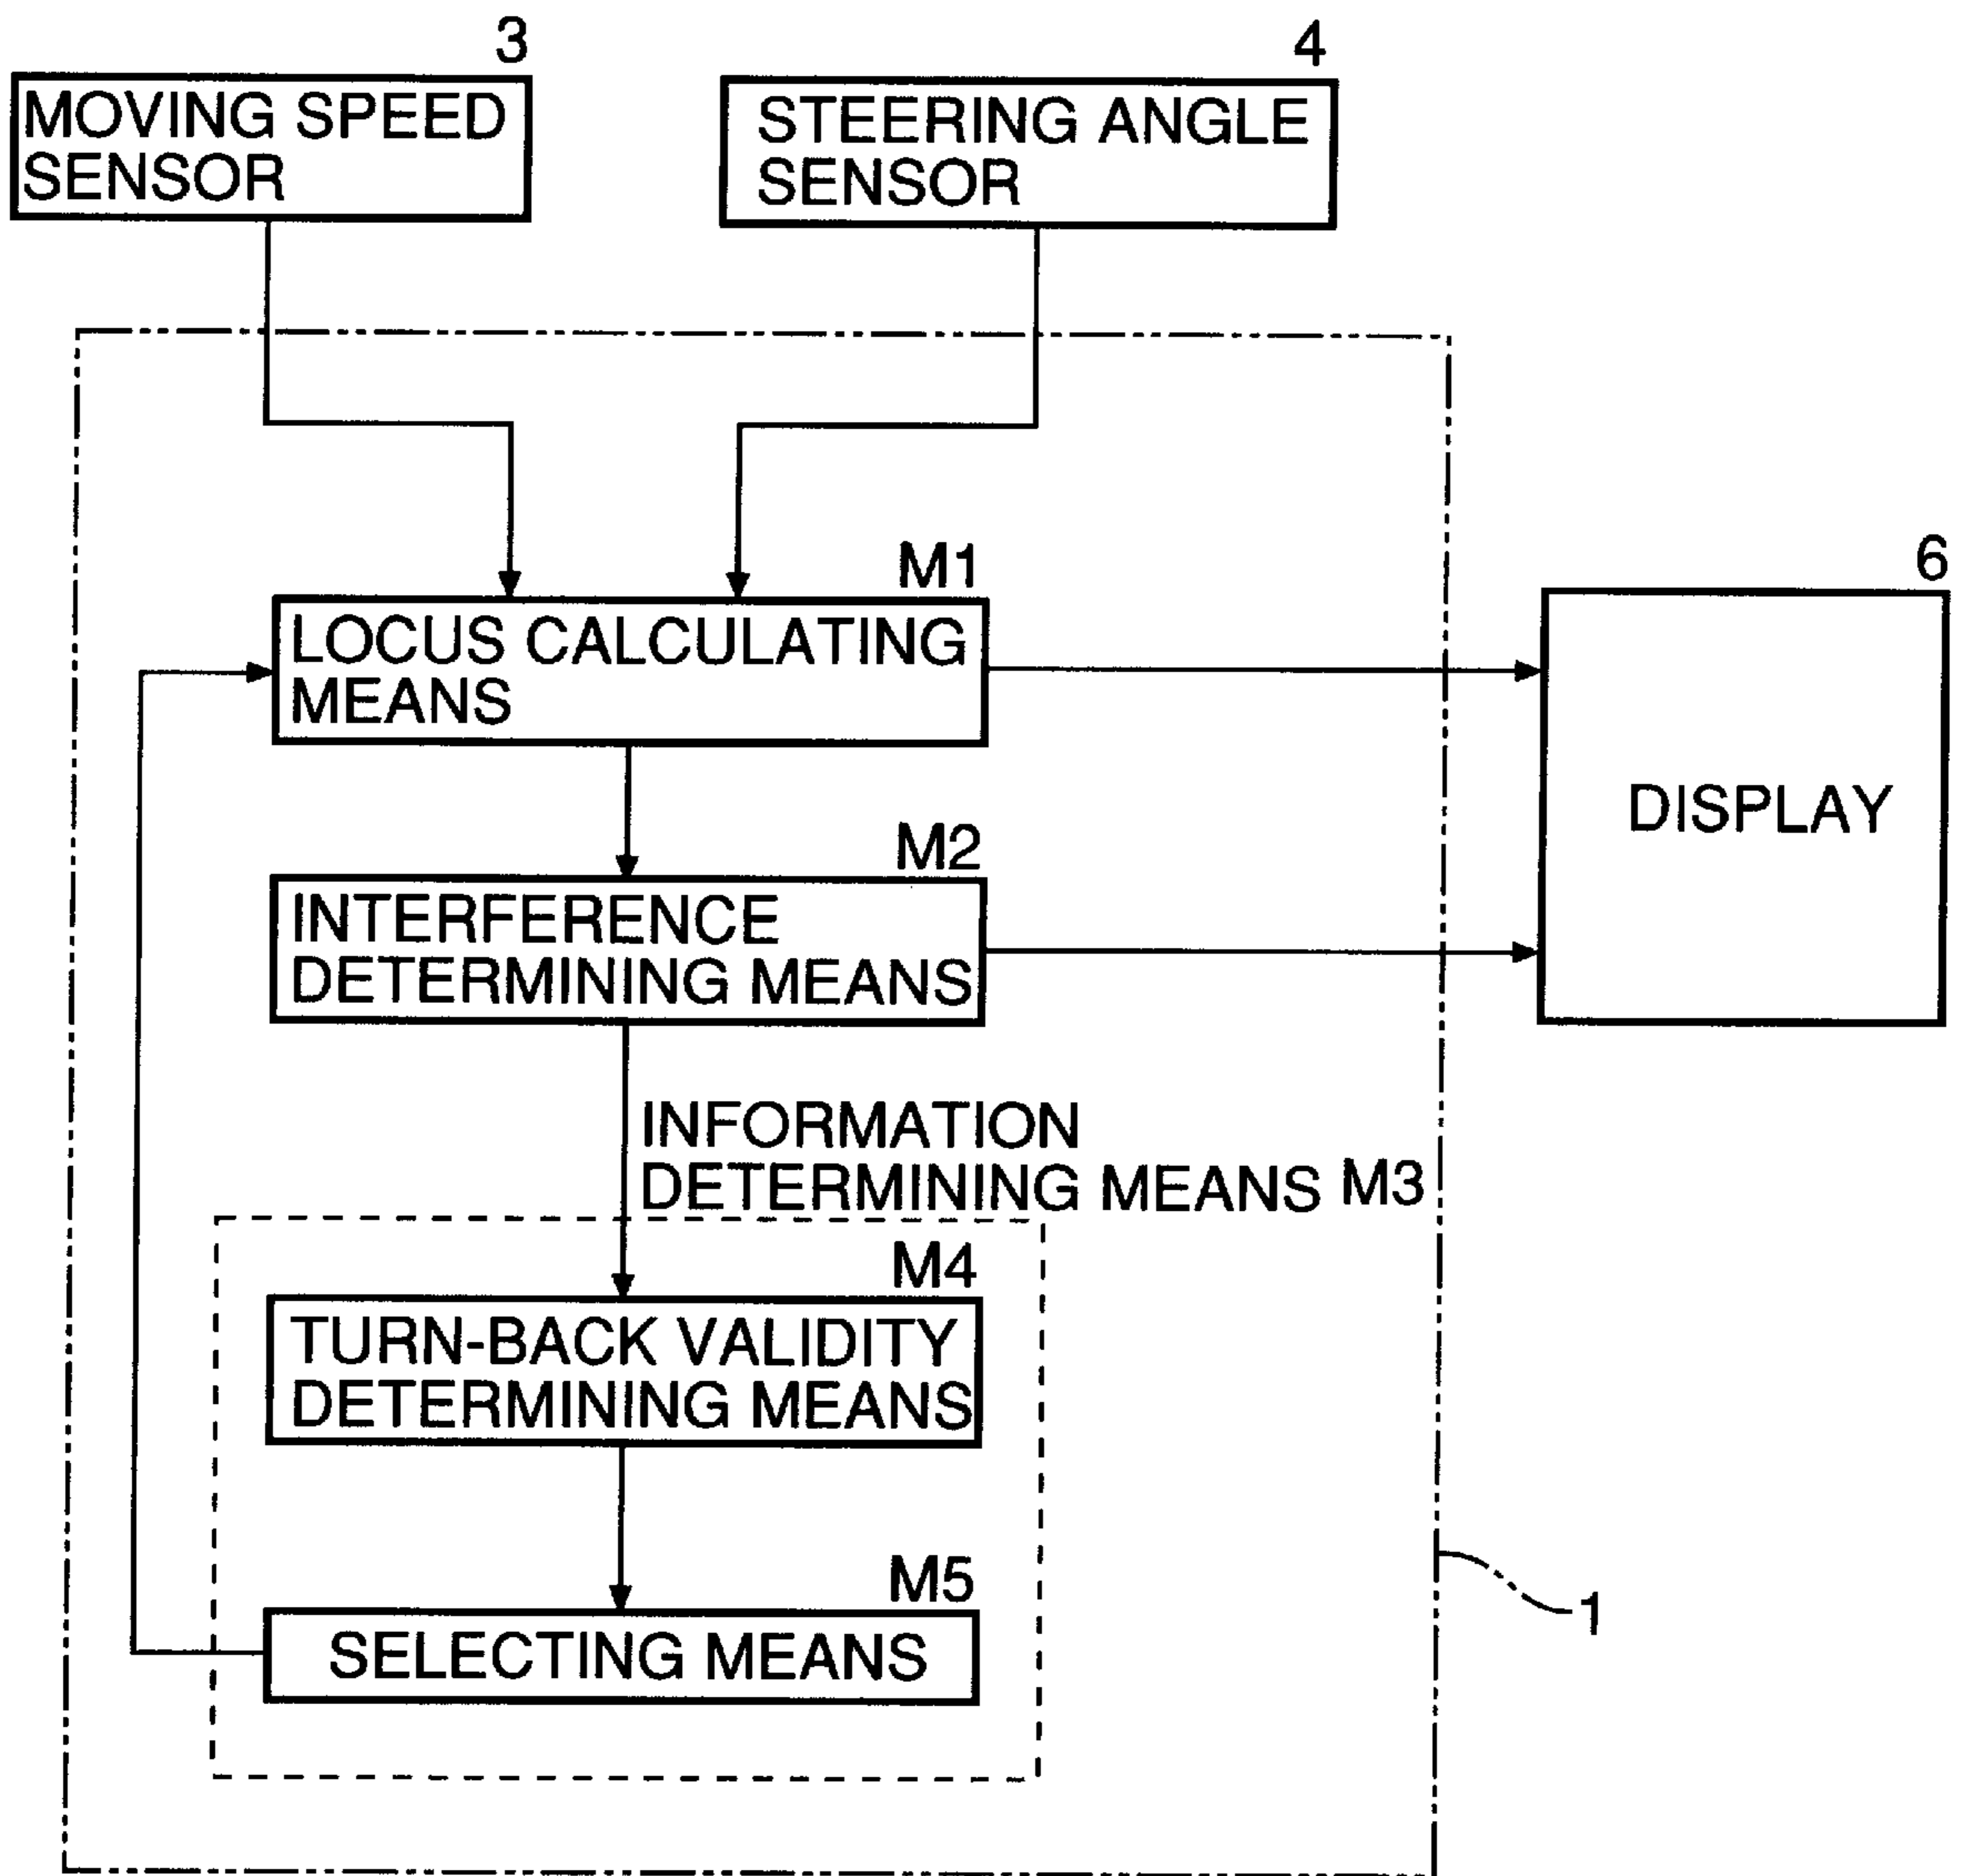 3
MOVING SPEED
SENSOR
4
STEERING ANGLE
SENSOR
M1
LOCUS CALCULATING
MEANS
6
DISPLAY
M2
INTERFERENCE
DETERMINING MEANS
INFORMATION
DETERMINING MEANS M3
M4
TURN-BACK VALIDITY
DETERMINING MEANS
M5
SELECTING MEANS
1